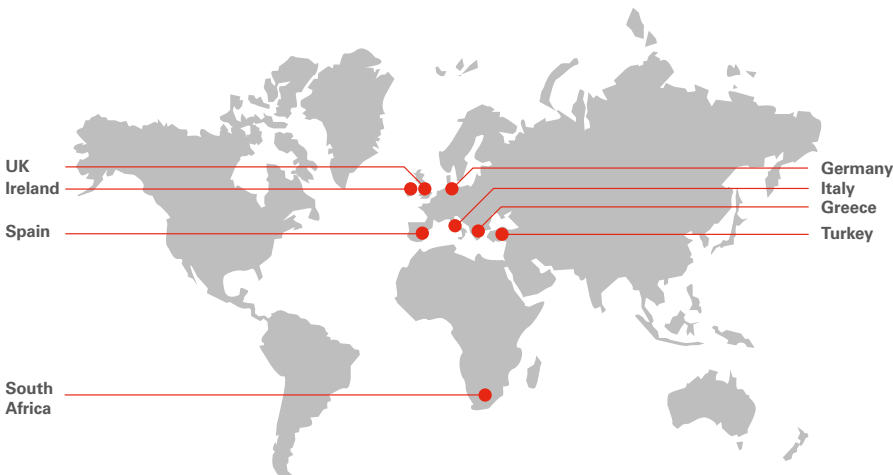 UK
Ireland
Spain
South
Africa
Germany
Italy
Greece
Turkey